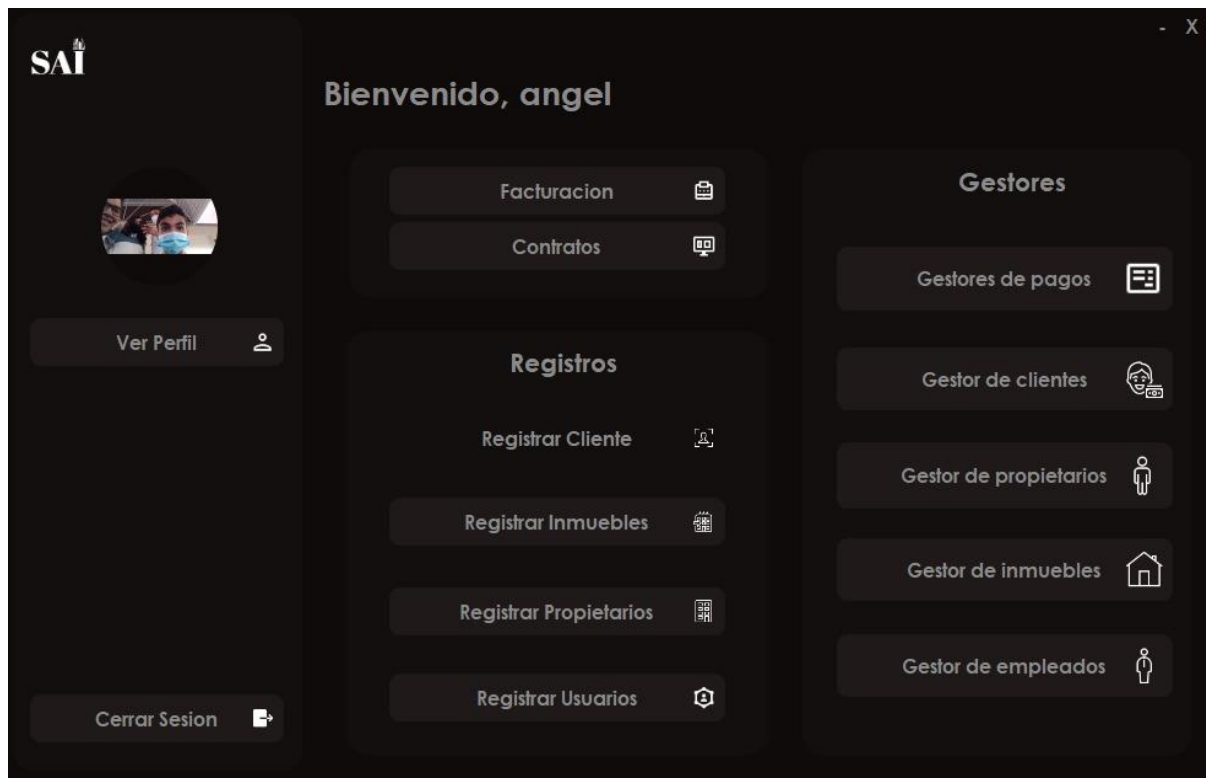 SAI
- X
Bienvenido, angel
Ver Perfil
Cerrar Sesion
Facturacion
Contratos
Registros
Registrar Cliente
Registrar Inmuebles
Registrar Propietarios
Registrar Usuarios
Gestores
Gestores de pagos
Gestor de clientes
Gestor de propietarios
Gestor de inmuebles
Gestor de empleados